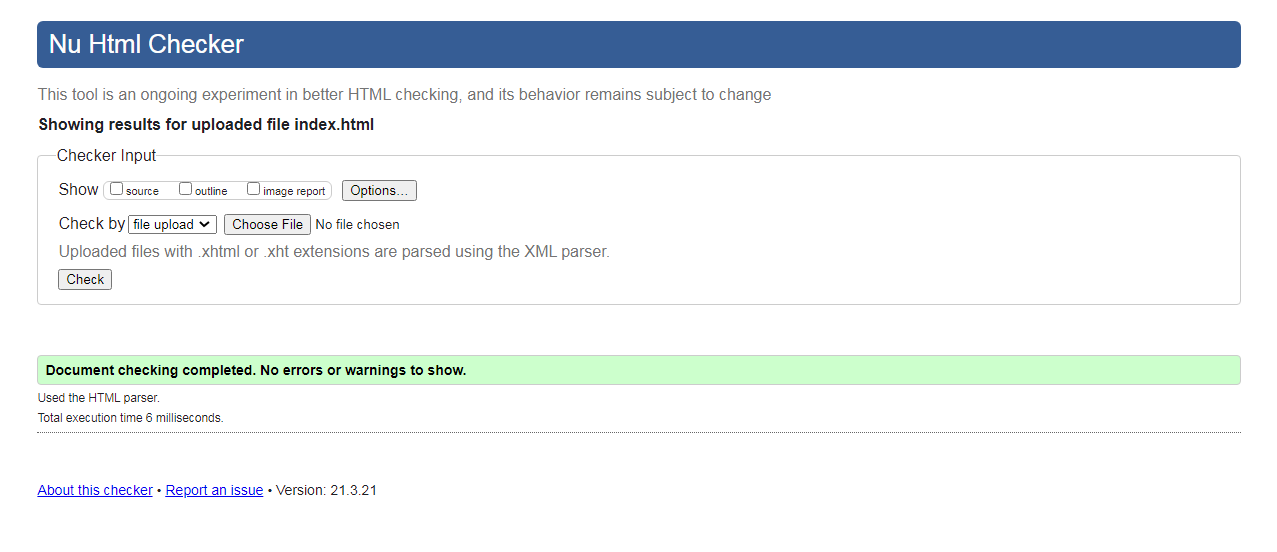 Nu Html Checker
This tool is an ongoing experiment in better HTML checking, and its behavior remains subject to change
Showing results for uploaded file index.html
Checker Input
Show source outline image report Options...
Check by file upload Choose File No file chosen
Uploaded files with .xhtml or .xht extensions are parsed using the XML parser.
Check
Document checking completed. No errors or warnings to show.
Used the HTML parser.
Total execution time 6 milliseconds.
About this checker • Report an issue • Version: 21.3.21